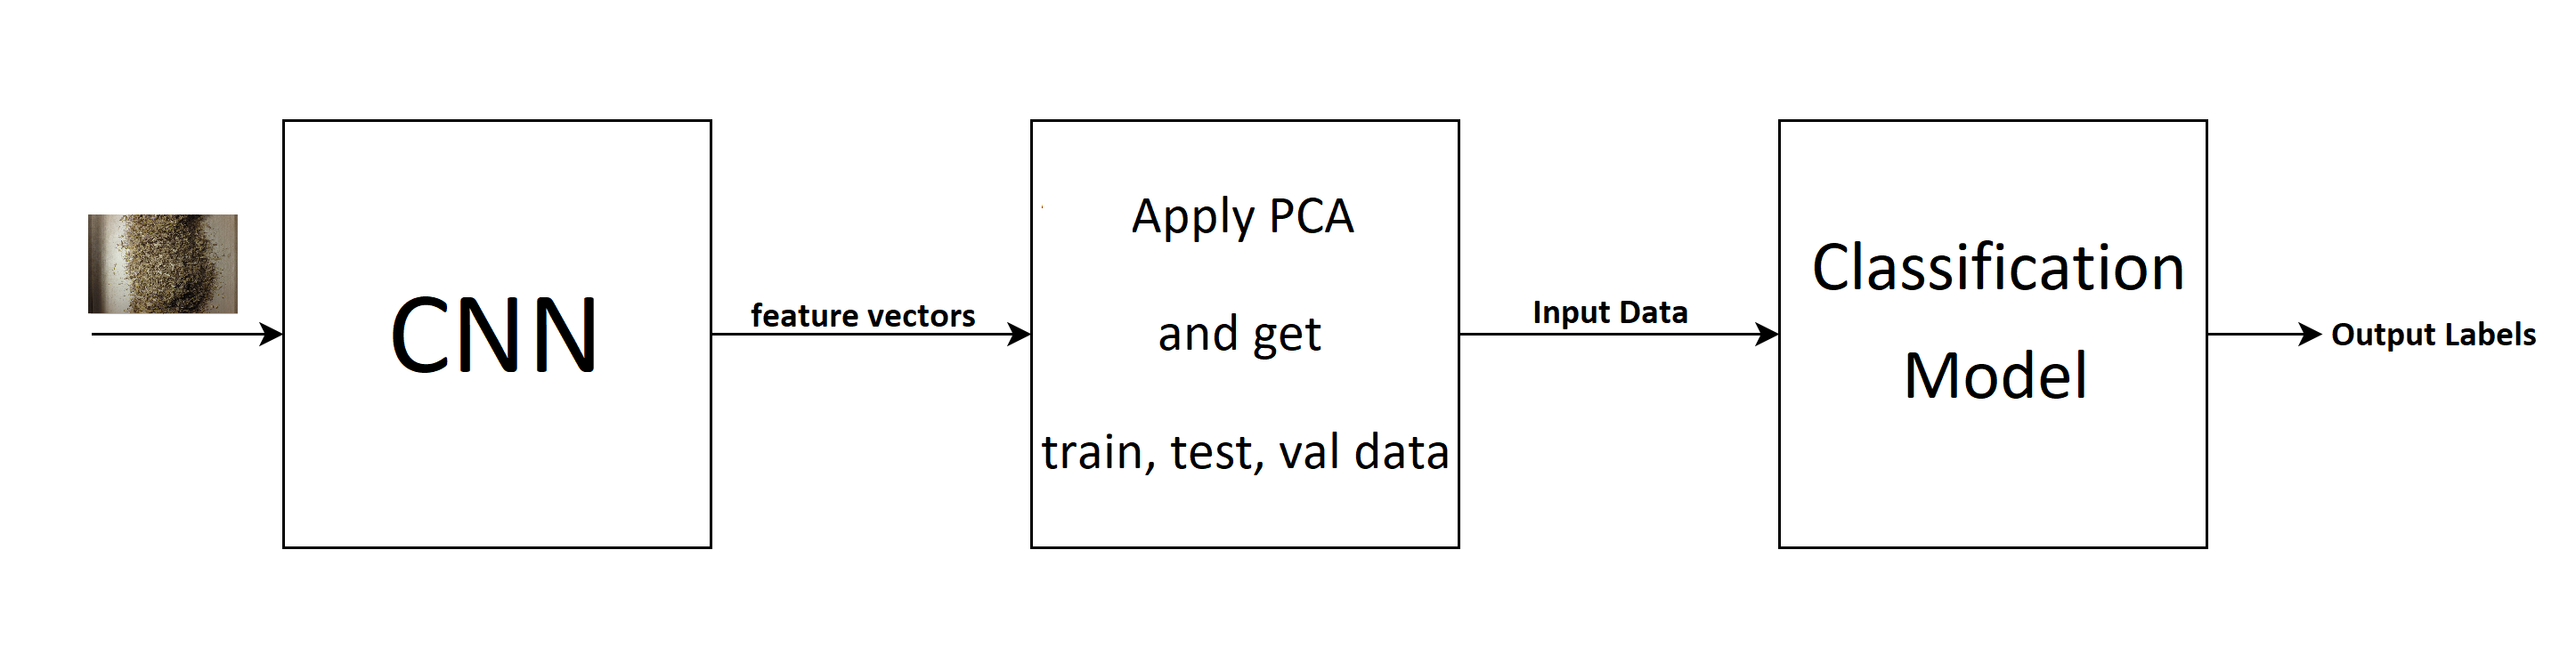 CNN
feature vectors
Apply PCA
and get
train, test, val data
Input Data
Classification
Model
Output Labels